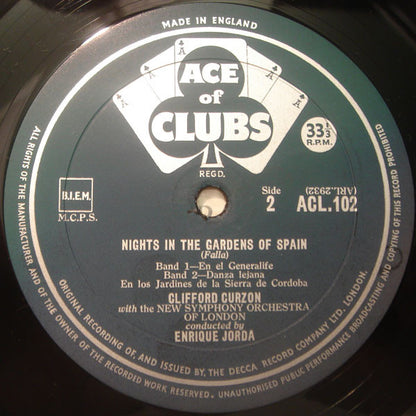 MADE IN ENGLAND
A A A A
ACE
of
CLUBS
REGD.
33 1/3
R.P.M.
B.I.E.M.
M.C.P.S.
Side
2
(ARL.2932)
ACL.102
NIGHTS IN THE GARDENS OF SPAIN
(Falla)
Band 1—En el Generalife
Band 2—Danza lejana
En los Jardines de la Sierra de Cordoba
CLIFFORD CURZON
with the NEW SYMPHONY ORCHESTRA
OF LONDON
conducted by
ENRIQUE JORDA
ALL RIGHTS OF THE MANUFACTURER AND OF THE OWNER OF THE RECORDED WORK RESERVED. UNAUTHORISED PUBLIC PERFORMANCE BROADCASTING AND COPYING OF THIS RECORD PROHIBITED
ORIGINAL RECORDING OF, AND ISSUED BY, THE DECCA RECORD COMPANY LTD. LONDON.